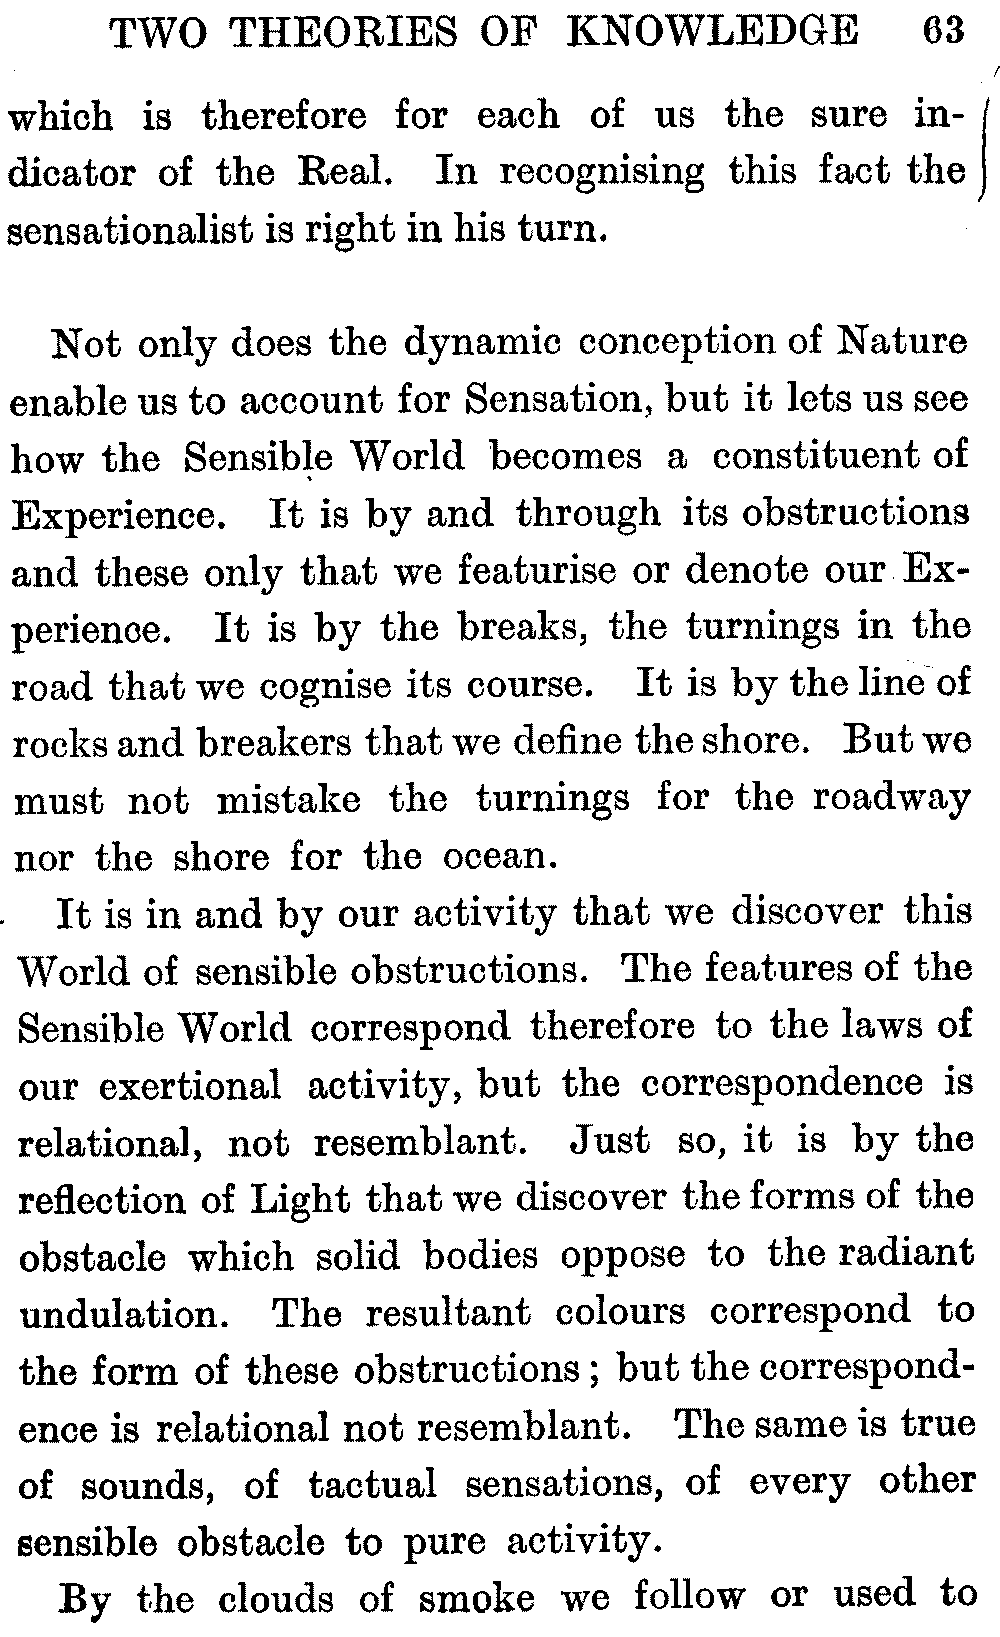 TWO THEORIES OF KNOWLEDGE 63
which is therefore for each of us the sure in-
dicator of the Real. In recognising this fact the
sensationalist is right in his turn.
Not only does the dynamic conception of Nature
enable us to account for Sensation, but it lets us see
how the Sensible World becomes a constituent of
Experience. It is by and through its obstructions
and these only that we featurise or denote our Ex-
perience. It is by the breaks, the turnings in the
road that we cognise its course. It is by the line of
rocks and breakers that we define the shore. But we
must not mistake the turnings for the roadway
nor the shore for the ocean.
It is in and by our activity that we discover this
World of sensible obstructions. The features of the
Sensible World correspond therefore to the laws of
our exertional activity, but the correspondence is
relational, not resemblant. Just so, it is by the
reflection of Light that we discover the forms of the
obstacle which solid bodies oppose to the radiant
undulation. The resultant colours correspond to
the form of these obstructions; but the correspond-
ence is relational not resemblant. The same is true
of sounds, of tactual sensations, of every other
sensible obstacle to pure activity.
By the clouds of smoke we follow or used to